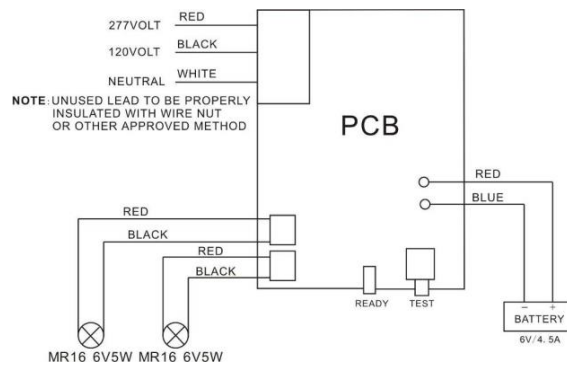 277VOLT RED
120VOLT BLACK
NEUTRAL WHITE
NOTE:UNUSED LEAD TO BE PROPERLY
INSULATED WITH WIRE NUT
OR OTHER APPROVED METHOD
PCB
RED
BLUE
RED
BLACK
RED
BLACK
READY
TEST
- +
BATTERY
6V/4.5A
MR16 6V5W
MR16 6V5W